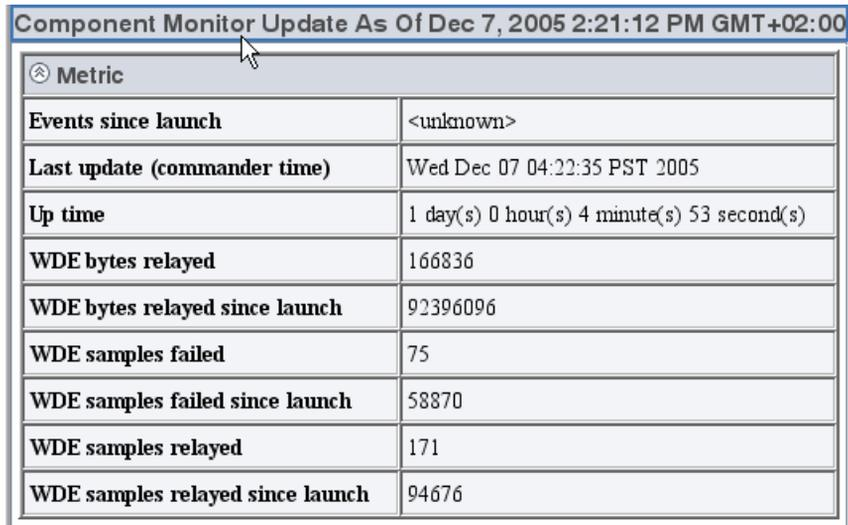 Component Monitor Update As Of Dec 7, 2005 2:21:12 PM GMT+02:00
Metric
Events since launch <unknown>
Last update (commander time) Wed Dec 07 04:22:35 PST 2005
Up time 1 day(s) 0 hour(s) 4 minute(s) 53 second(s)
WDE bytes relayed 166836
WDE bytes relayed since launch 92396096
WDE samples failed 75
WDE samples failed since launch 58870
WDE samples relayed 171
WDE samples relayed since launch 94676